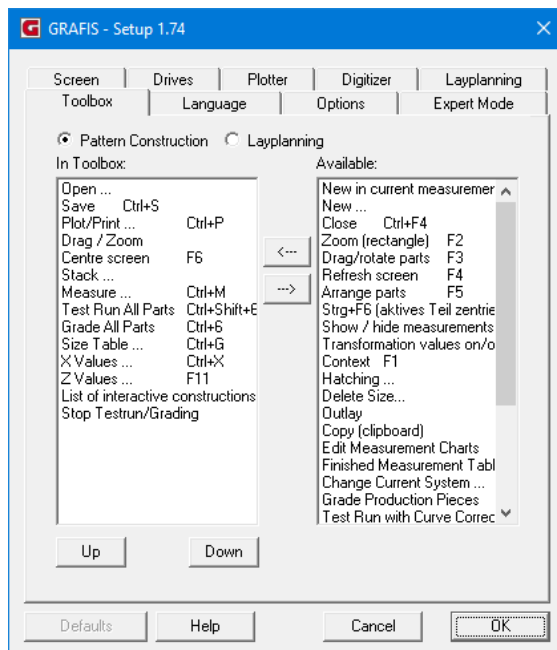 GRAFIS - Setup 1.74
Screen Drives Plotter Digitizer Layplanning
Toolbox Language Options Expert Mode
Pattern Construction Layplanning
In Toolbox:
Open ...
Save Ctrl+S
Plot/Print ... Ctrl+P
Drag / Zoom
Centre screen F6
Stack ...
Measure ... Ctrl+M
Test Run All Parts Ctrl+Shift+E
Grade All Parts Ctrl+6
Size Table ... Ctrl+G
X Values ... Ctrl+X
Z Values ... F11
List of interactive constructions
Stop Testrun/Grading
Up Down
<---
--->
Available:
New in current measuremer
New ...
Close Ctrl+F4
Zoom (rectangle) F2
Drag/rotate parts F3
Refresh screen F4
Arrange parts F5
Strg+F6 (aktives Teil zentrie
Show / hide measurements
Transformation values on/o
Context F1
Hatching ...
Delete Size...
Outlay
Copy (clipboard)
Edit Measurement Charts
Finished Measurement Tabl
Change Current System ...
Grade Production Pieces
Test Run with Curve Correc
Defaults Help Cancel OK